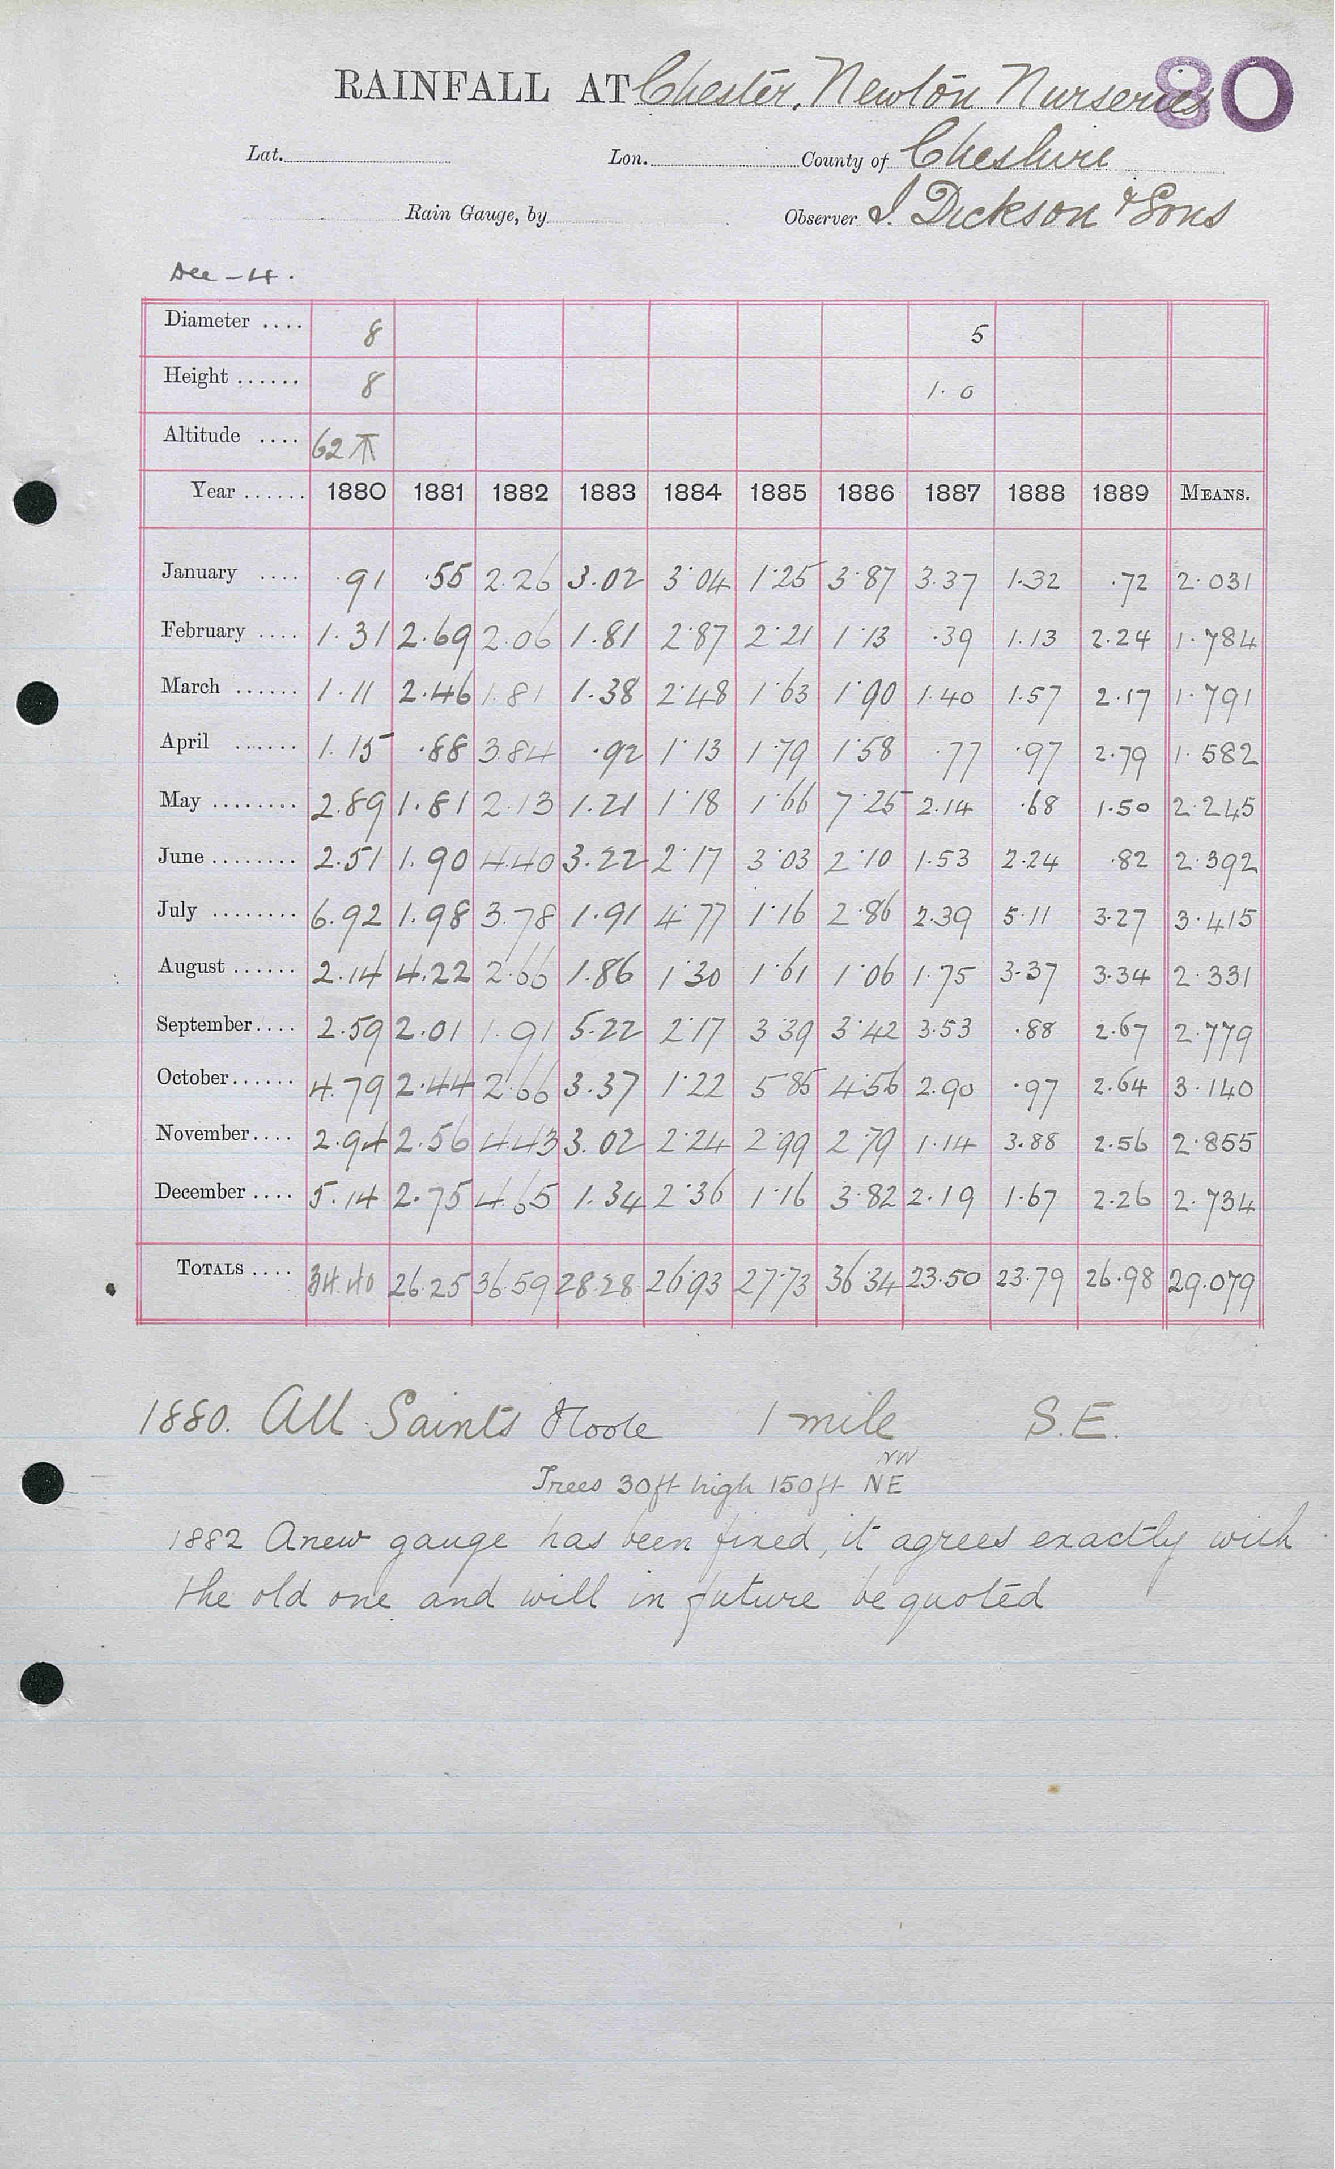 RAINFALL AT Chester, Newton Nurseries 80
Lat. Lon. County of Cheshire
Rain Gauge, by Observer I. Dickson & Sons
Dec - 4.
Diameter .... 8 5
Height ...... 8 1.0
Altitude .... 62
Year ...... 1880 1881 1882 1883 1884 1885 1886 1887 1888 1889 MEANS.
January .... .91 .55 2.26 3.02 3.04 1.25 3.87 3.37 1.32 .72 2.031
February .... 1.31 2.69 2.06 1.81 2.87 2.21 1.13 .39 1.13 2.24 1.784
March ...... 1.11 2.46 1.81 1.38 2.48 1.63 1.90 1.40 1.57 2.17 1.791
April ...... 1.15 .88 3.84 .92 1.13 1.79 1.58 .77 .97 2.79 1.582
May ........ 2.89 1.81 2.13 1.21 1.18 1.66 7.25 2.14 .68 1.50 2.245
June ........ 2.51 1.90 4.40 3.22 2.17 3.03 2.10 1.53 2.24 .82 2.392
July ........ 6.92 1.98 3.78 1.91 4.77 1.16 2.86 2.39 5.11 3.27 3.415
August ...... 2.14 4.22 2.66 1.86 1.30 1.61 1.06 1.75 3.37 3.34 2.331
September .... 2.59 2.01 1.91 5.22 2.17 3.39 3.42 3.53 .88 2.67 2.779
October ...... 4.79 2.44 2.66 3.37 1.22 5.85 4.56 2.90 .97 2.64 3.140
November .... 2.94 2.56 4.43 3.02 2.24 2.99 2.79 1.14 3.88 2.56 2.855
December .... 5.14 2.75 4.65 1.34 2.36 1.16 3.82 2.19 1.67 2.26 2.734
TOTALS .... 34.40 26.25 36.59 28.28 26.93 27.73 36.34 23.50 23.79 26.98 29.079
1880. All Saints Hoole 1 mile S.E.
NW
Trees 30ft high 150ft NE
1882 A new gauge has been fixed, it agrees exactly with
the old one and will in future be quoted